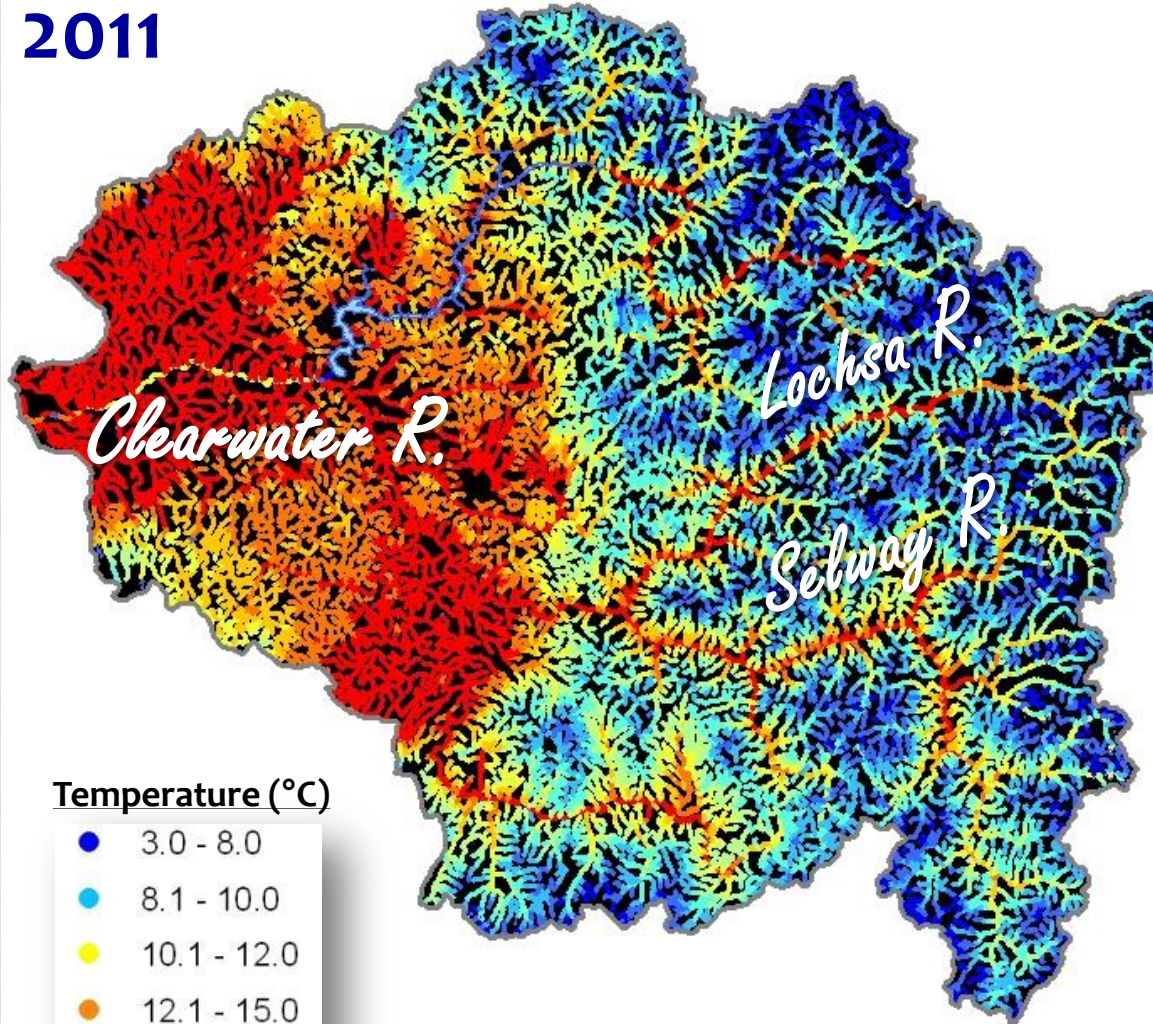 2011
Lochsa R.
Clearwater R.
Selway R.
Temperature (°C)
3.0 - 8.0
8.1 - 10.0
10.1 - 12.0
12.1 - 15.0